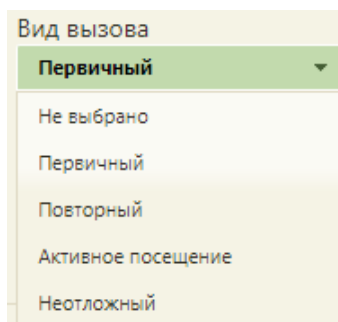 Вид вызова
Первичный
Не выбрано
Первичный
Повторный
Активное посещение
Неотложный